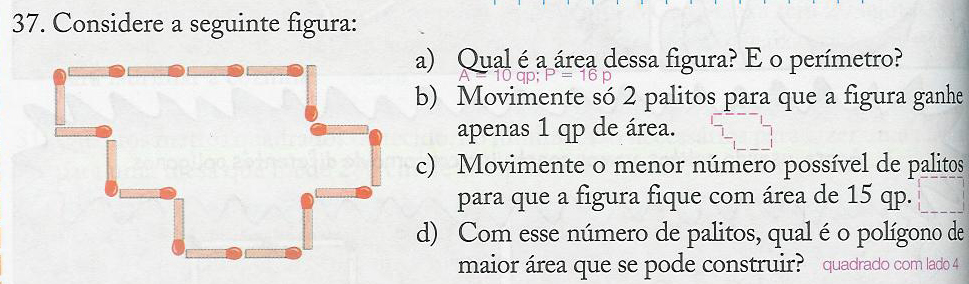 37. Considere a seguinte figura:
a) Qual é a área dessa figura? E o perímetro?
A = 10 qp; P = 16 p
b) Movimente só 2 palitos para que a figura ganhe
apenas 1 qp de área.
c) Movimente o menor número possível de palitos
para que a figura fique com área de 15 qp.
d) Com esse número de palitos, qual é o polígono de
maior área que se pode construir? quadrado com lado 4